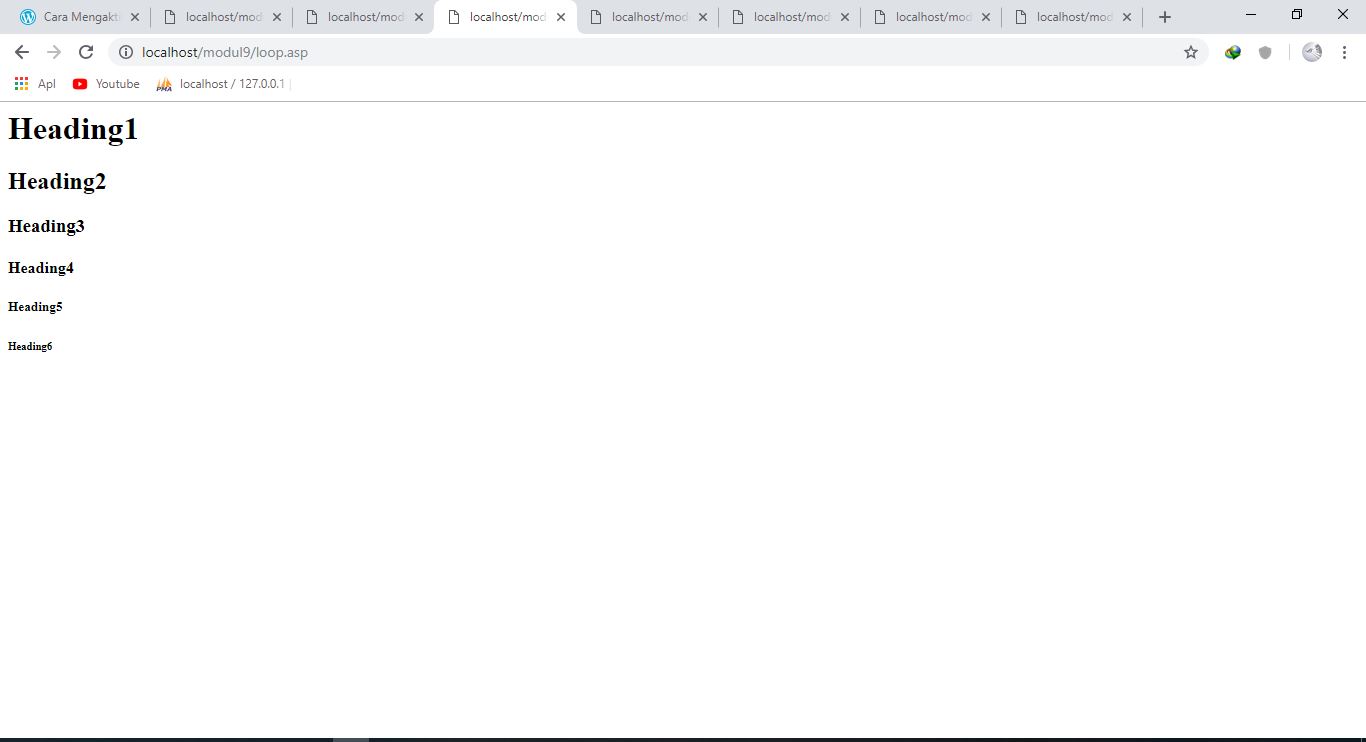 Cara Mengakti
localhost/mod
localhost/mod
localhost/mod
localhost/mod
localhost/mod
localhost/mod
localhost/mod
localhost/modul9/loop.asp
Apl
Youtube
PMA
localhost / 127.0.0.1 |
Heading1
Heading2
Heading3
Heading4
Heading5
Heading6